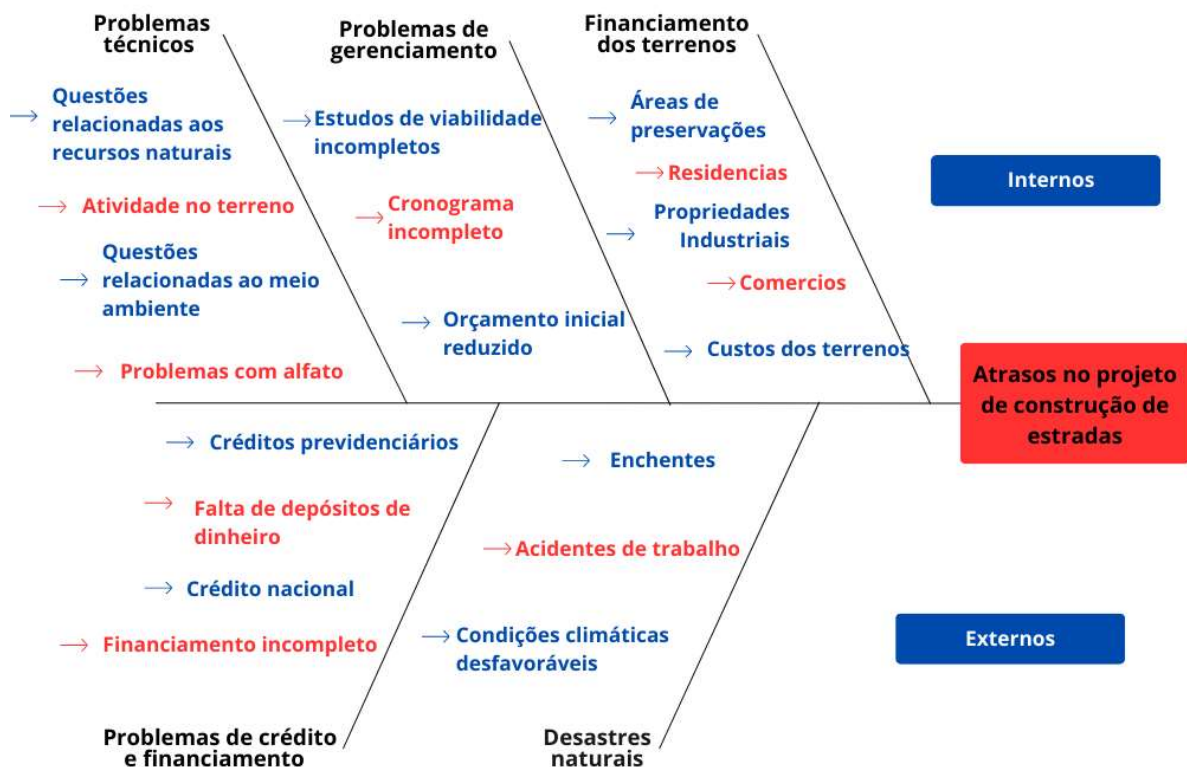 Problemas
técnicos
Questões
relacionadas aos
recursos naturais
Atividade no terreno
Questões
relacionadas ao meio
ambiente
Problemas com alfato
Problemas de
gerenciamento
Estudos de viabilidade
incompletos
Cronograma
incompleto
Orçamento inicial
reduzido
Financiamento
dos terrenos
Áreas de
preservações
Residencias
Propriedades
Industriais
Comercios
Custos dos terrenos
Internos
Atrasos no projeto
de construção de
estradas
Créditos previdenciários
Falta de depósitos de
dinheiro
Crédito nacional
Financiamento incompleto
Problemas de crédito
e financiamento
Enchentes
Acidentes de trabalho
Condições climáticas
desfavoráveis
Desastres
naturais
Externos